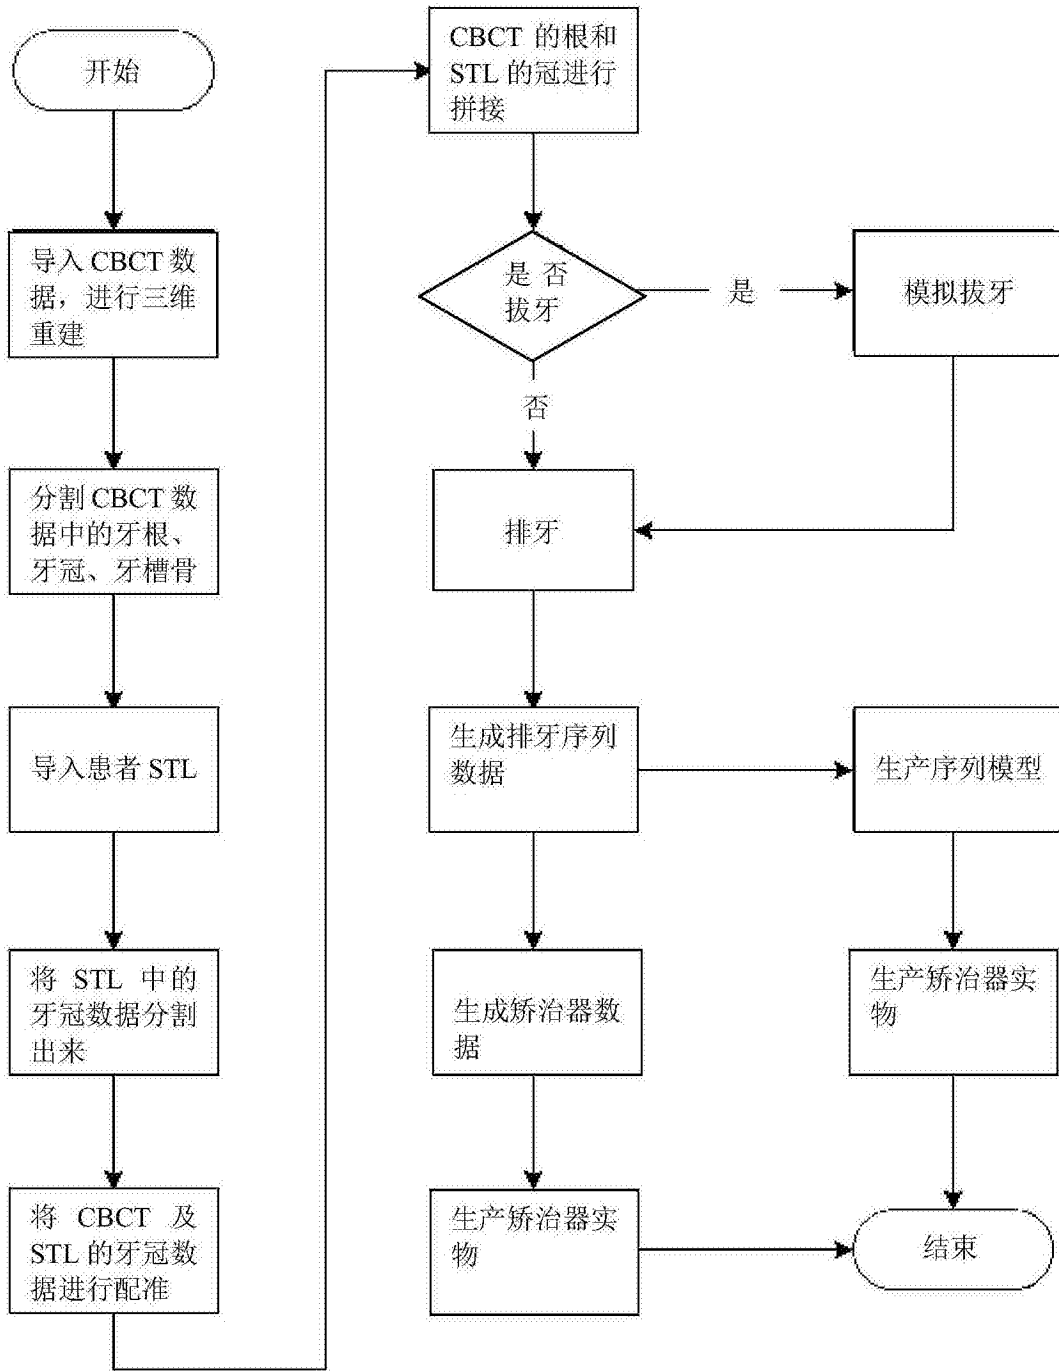 开始
导入 CBCT 数
据，进行三维
重建
分割 CBCT 数
据中的牙根、
牙冠、牙槽骨
导入患者 STL
将 STL 中的
牙冠数据分割
出来
将 CBCT 及
STL 的牙冠数
据进行配准
CBCT 的根和
STL 的冠进行
拼接
是 否
拔牙
是
模拟拔牙
否
排牙
生成排牙序列
数据
生产序列模型
生成矫治器数
据
生产矫治器实
物
生产矫治器实
物
结束